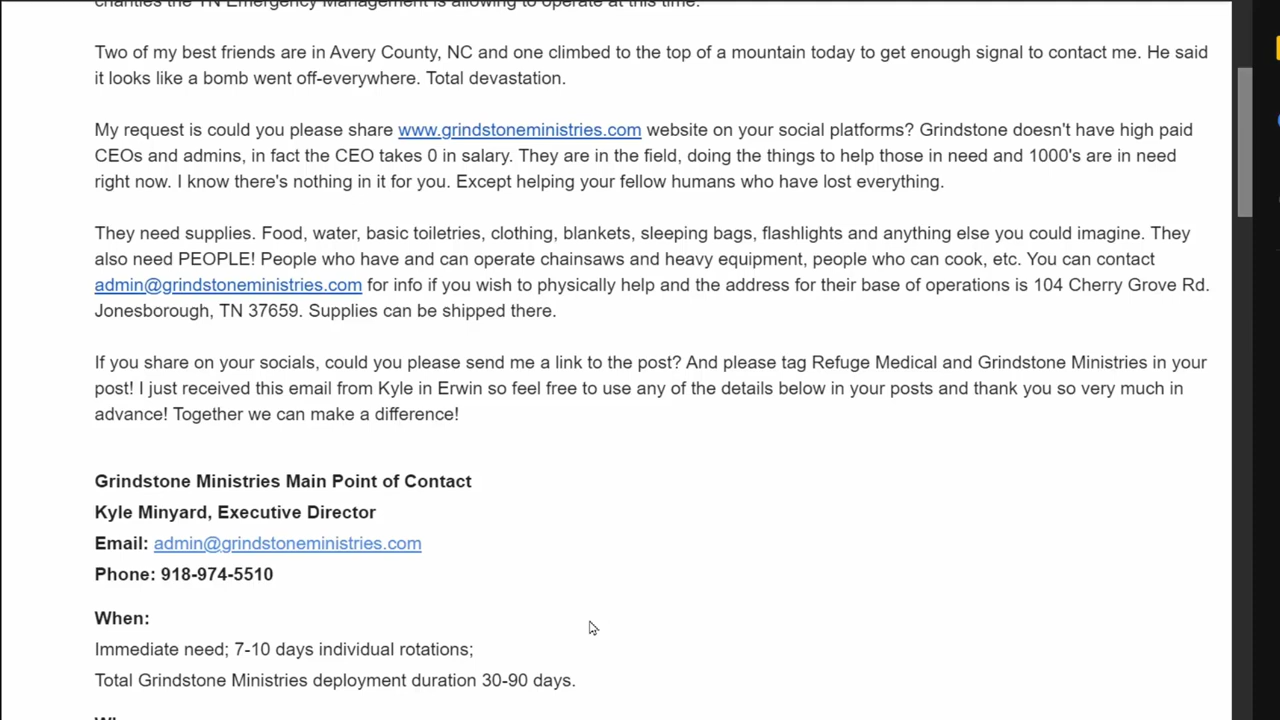 charities the TN Emergency Management is allowing to operate at this time.
Two of my best friends are in Avery County, NC and one climbed to the top of a mountain today to get enough signal to contact me. He said
it looks like a bomb went off-everywhere. Total devastation.
My request is could you please share www.grindstoneministries.com website on your social platforms? Grindstone doesn't have high paid
CEOs and admins, in fact the CEO takes 0 in salary. They are in the field, doing the things to help those in need and 1000's are in need
right now. I know there's nothing in it for you. Except helping your fellow humans who have lost everything.
They need supplies. Food, water, basic toiletries, clothing, blankets, sleeping bags, flashlights and anything else you could imagine. They
also need PEOPLE! People who have and can operate chainsaws and heavy equipment, people who can cook, etc. You can contact
admin@grindstoneministries.com for info if you wish to physically help and the address for their base of operations is 104 Cherry Grove Rd.
Jonesborough, TN 37659. Supplies can be shipped there.
If you share on your socials, could you please send me a link to the post? And please tag Refuge Medical and Grindstone Ministries in your
post! I just received this email from Kyle in Erwin so feel free to use any of the details below in your posts and thank you so very much in
advance! Together we can make a difference!
Grindstone Ministries Main Point of Contact
Kyle Minyard, Executive Director
Email: admin@grindstoneministries.com
Phone: 918-974-5510
When:
Immediate need; 7-10 days individual rotations;
Total Grindstone Ministries deployment duration 30-90 days.